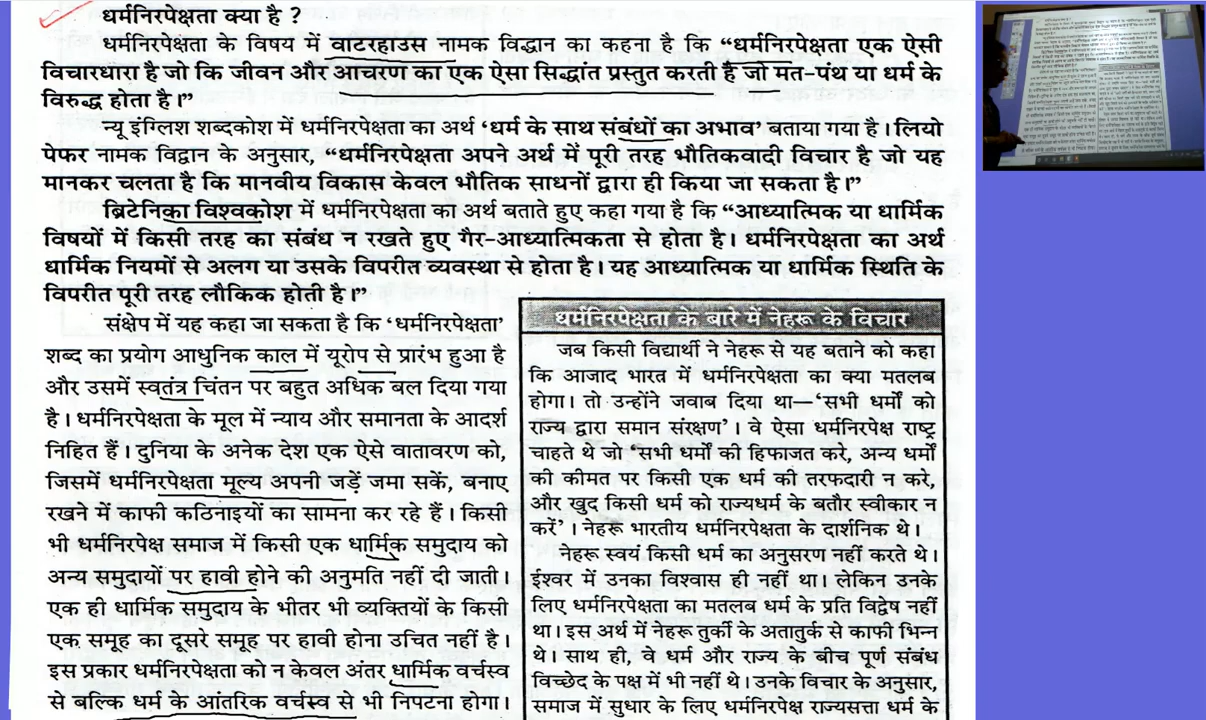 धर्मनिरपेक्षता क्या है ?
धर्मनिरपेक्षता के विषय में वाटरहाउस नामक विद्धान का कहना है कि “धर्मनिरपेक्षता एक ऐसी
विचारधारा है जो कि जीवन और आचरण का एक ऐसा सिद्धांत प्रस्तुत करती है जो मत-पंथ या धर्म के
विरुद्ध होता है।”
न्यू इंग्लिश शब्दकोश में धर्मनिरपेक्षता का अर्थ ‘धर्म के साथ संबंधों का अभाव’ बताया गया है। लियो
पेफर नामक विद्वान के अनुसार, “धर्मनिरपेक्षता अपने अर्थ में पूरी तरह भौतिकवादी विचार है जो यह
मानकर चलता है कि मानवीय विकास केवल भौतिक साधनों द्वारा ही किया जा सकता है।”
ब्रिटेनिका विश्वकोश में धर्मनिरपेक्षता का अर्थ बताते हुए कहा गया है कि “आध्यात्मिक या धार्मिक
विषयों में किसी तरह का संबंध न रखते हुए गैर-आध्यात्मिकता से होता है। धर्मनिरपेक्षता का अर्थ
धार्मिक नियमों से अलग या उसके विपरीत व्यवस्था से होता है। यह आध्यात्मिक या धार्मिक स्थिति के
विपरीत पूरी तरह लौकिक होती है।”
संक्षेप में यह कहा जा सकता है कि ‘धर्मनिरपेक्षता’
शब्द का प्रयोग आधुनिक काल में यूरोप से प्रारंभ हुआ है
और उसमें स्वतंत्र चिंतन पर बहुत अधिक बल दिया गया
है। धर्मनिरपेक्षता के मूल में न्याय और समानता के आदर्श
निहित हैं। दुनिया के अनेक देश एक ऐसे वातावरण को,
जिसमें धर्मनिरपेक्षता मूल्य अपनी जड़ें जमा सकें, बनाए
रखने में काफी कठिनाइयों का सामना कर रहे हैं। किसी
भी धर्मनिरपेक्ष समाज में किसी एक धार्मिक समुदाय को
अन्य समुदायों पर हावी होने की अनुमति नहीं दी जाती।
एक ही धार्मिक समुदाय के भीतर भी व्यक्तियों के किसी
एक समूह का दूसरे समूह पर हावी होना उचित नहीं है।
इस प्रकार धर्मनिरपेक्षता को न केवल अंतर धार्मिक वर्चस्व
से बल्कि धर्म के आंतरिक वर्चस्व से भी निपटना होगा।
धर्मनिरपेक्षता के बारे में नेहरू के विचार
जब किसी विद्यार्थी ने नेहरू से यह बताने को कहा
कि आजाद भारत में धर्मनिरपेक्षता का क्या मतलब
होगा। तो उन्होंने जवाब दिया था—‘सभी धर्मों को
राज्य द्वारा समान संरक्षण’। वे ऐसा धर्मनिरपेक्ष राष्ट्र
चाहते थे जो ‘सभी धर्मों की हिफाजत करे, अन्य धर्मों
की कीमत पर किसी एक धर्म को तरफदारी न करे,
और खुद किसी धर्म को राज्यधर्म के बतौर स्वीकार न
करें’। नेहरू भारतीय धर्मनिरपेक्षता के दार्शनिक थे।
नेहरू स्वयं किसी धर्म का अनुसरण नहीं करते थे।
ईश्वर में उनका विश्वास ही नहीं था। लेकिन उनके
लिए धर्मनिरपेक्षता का मतलब धर्म के प्रति विद्वेष नहीं
था। इस अर्थ में नेहरू तुर्की के अतातुर्क से काफी भिन्न
थे। साथ ही, वे धर्म और राज्य के बीच पूर्ण संबंध
विच्छेद के पक्ष में भी नहीं थे। उनके विचार के अनुसार,
समाज में सुधार के लिए धर्मनिरपेक्ष राज्यसत्ता धर्म के